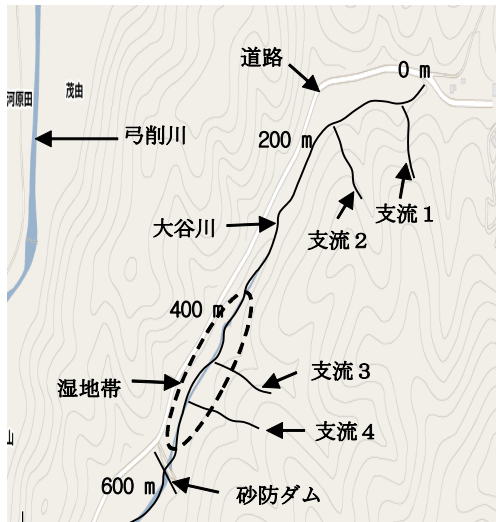 道路
0 m
茂由
河原田
弓削川
200 m
支流１
支流２
大谷川
400 m
支流３
湿地帯
支流４
山
600 m
砂防ダム